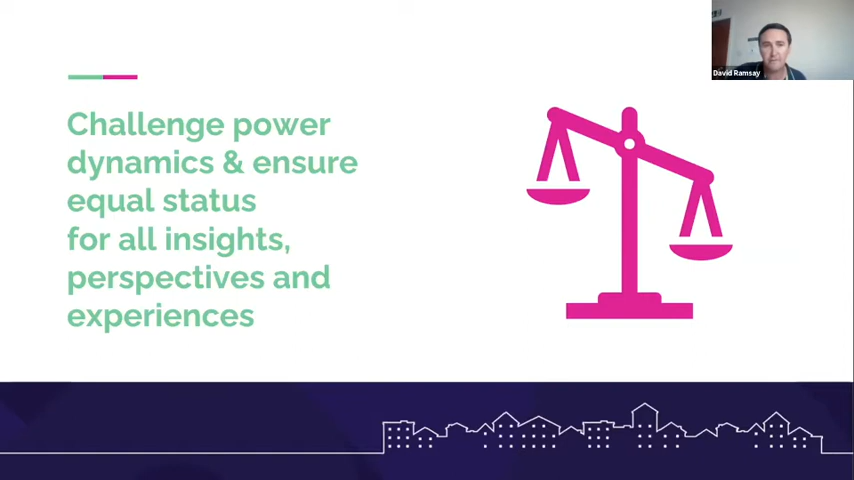 David Ramsay
Challenge power
dynamics & ensure
equal status
for all insights,
perspectives and
experiences